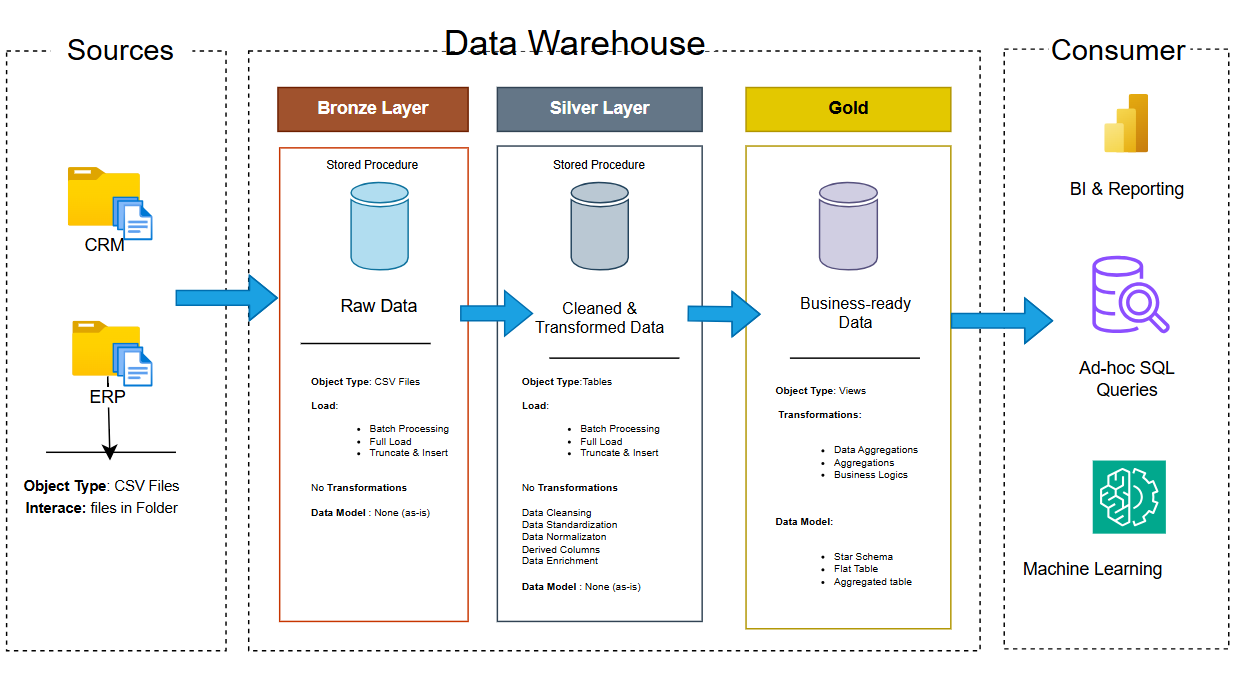 Sources
CRM
ERP
Object Type: CSV Files
Interace: files in Folder
Data Warehouse
Bronze Layer
Stored Procedure
Raw Data
Object Type: CSV Files
Load:
Batch Processing
Full Load
Truncate & Insert
No Transformations
Data Model : None (as-is)
Silver Layer
Stored Procedure
Cleaned &
Transformed Data
Object Type:Tables
Load:
Batch Processing
Full Load
Truncate & Insert
No Transformations
Data Cleansing
Data Standardization
Data Normalizaton
Derived Columns
Data Enrichment
Data Model : None (as-is)
Gold
Business-ready
Data
Object Type: Views
Transformations:
Data Aggregations
Aggregations
Business Logics
Data Model:
Star Schema
Flat Table
Aggregated table
Consumer
BI & Reporting
Ad-hoc SQL
Queries
Machine Learning